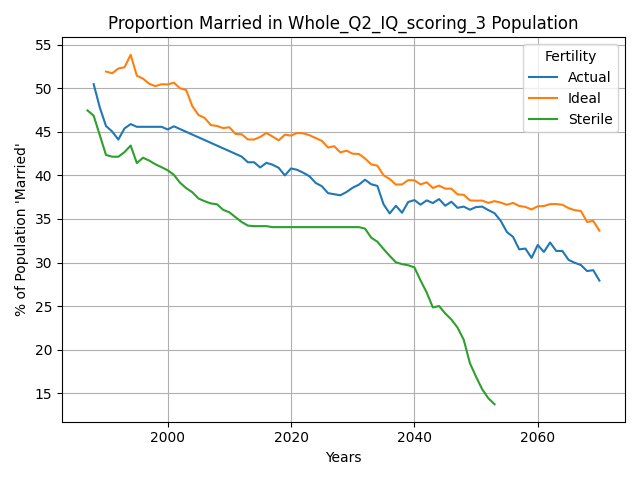 Proportion Married in Whole_Q2_IQ_scoring_3 Population
% of Population 'Married'
55
50
45
40
35
30
25
20
15
Fertility
Actual
Ideal
Sterile
2000
2020
2040
2060
Years